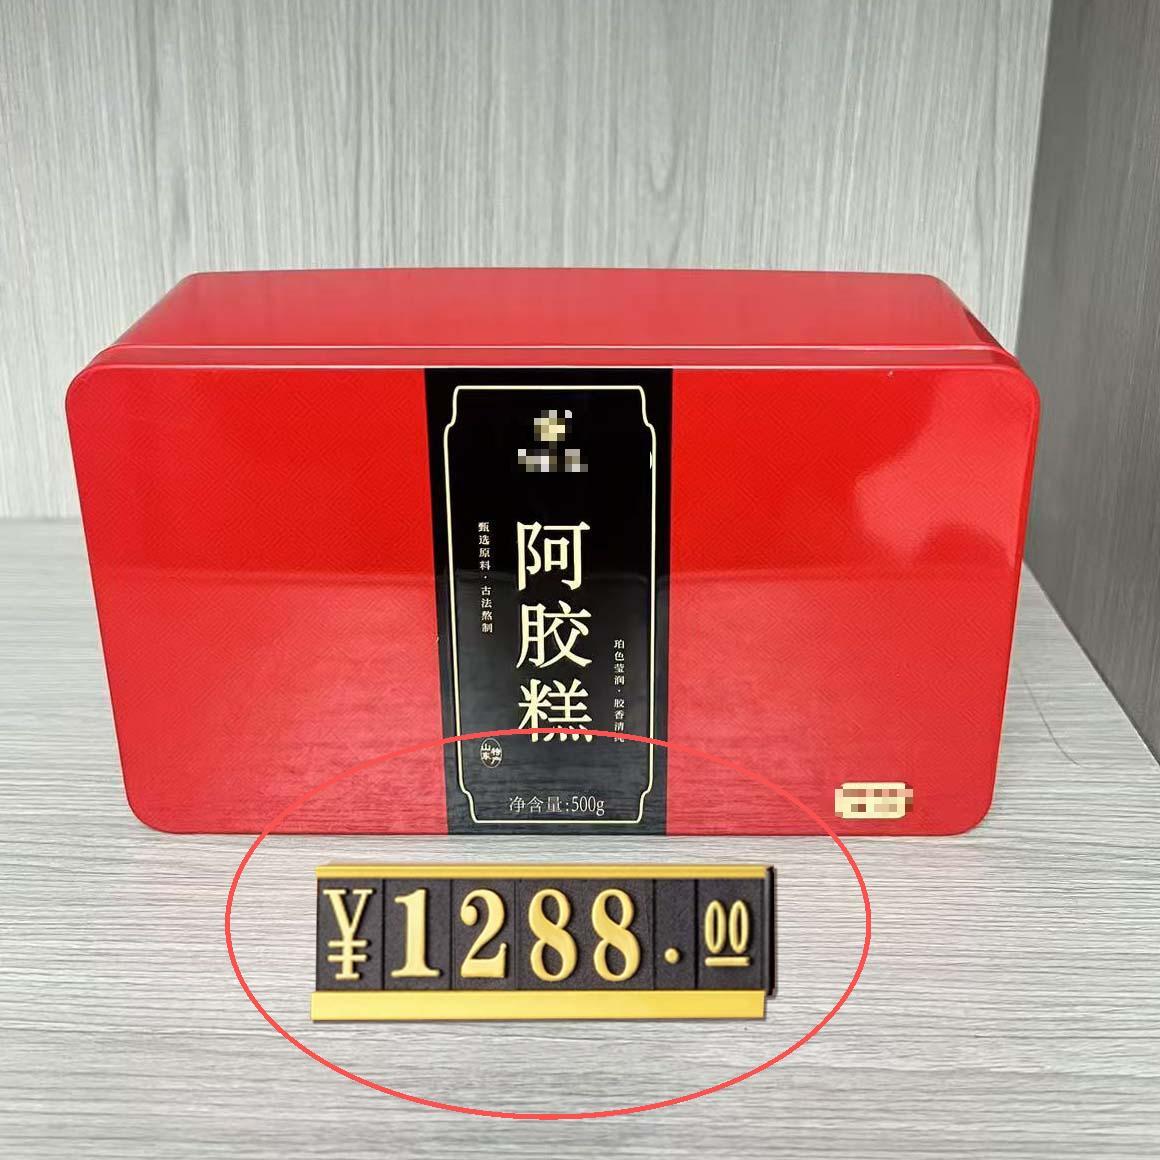 甄选原料·古法熬制
阿胶糕
珀色莹润·胶香清纯
山东特产
净含量:500g
¥1288.00